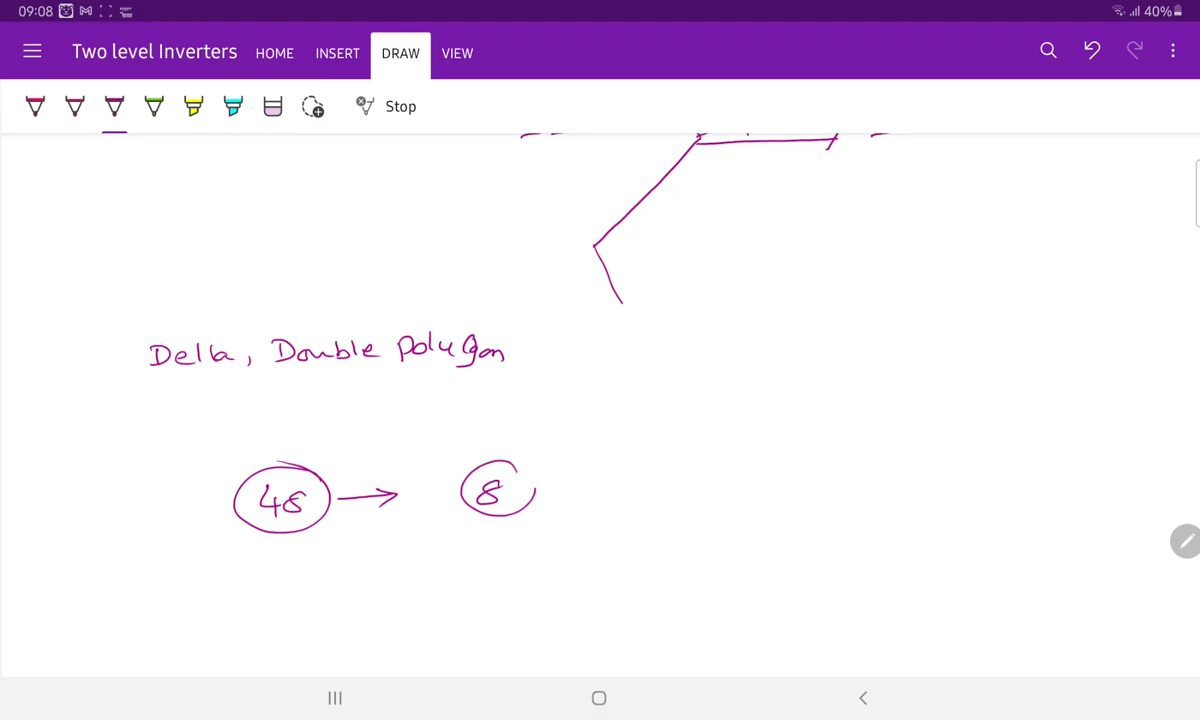 09:08 40%
Two level Inverters HOME INSERT DRAW VIEW
Stop
Delta, Double Polygon
48 → 8